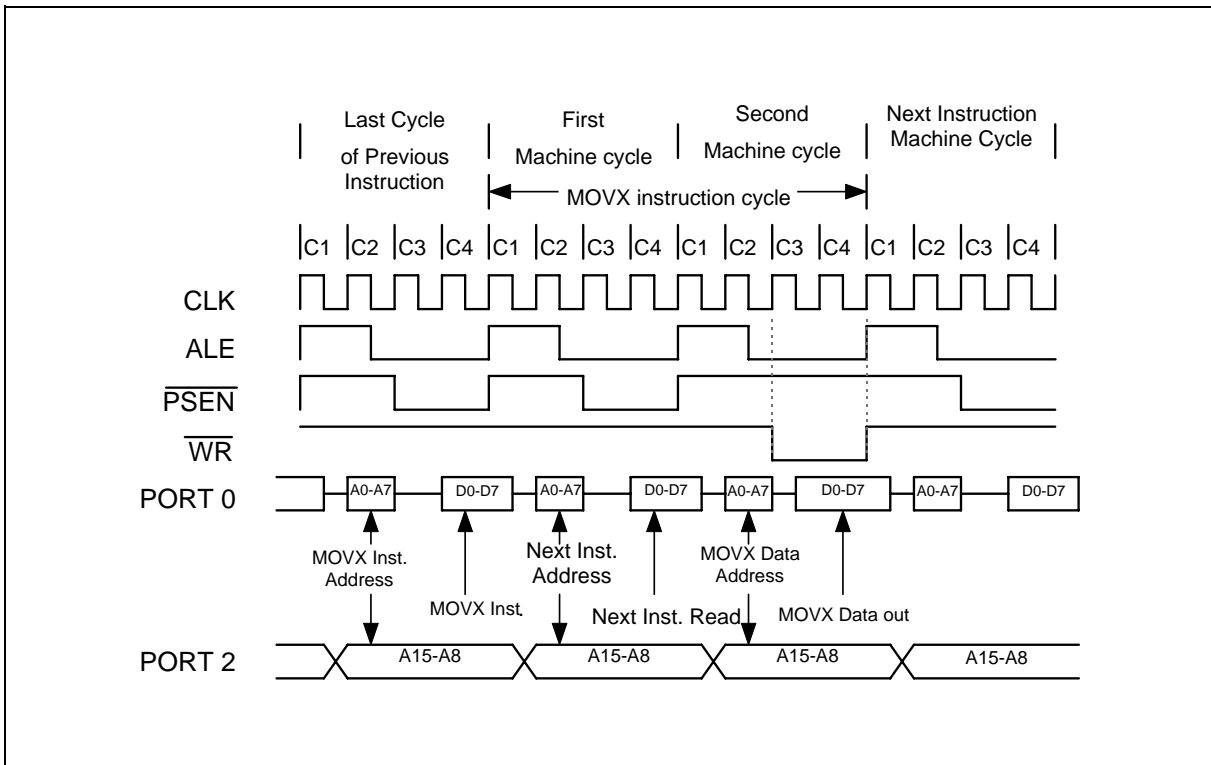 Last Cycle
of Previous
Instruction
First
Machine cycle
Second
Machine cycle
Next Instruction
Machine Cycle
MOVX instruction cycle
C1 C2 C3 C4 C1 C2 C3 C4 C1 C2 C3 C4 C1 C2 C3 C4
CLK
ALE
PSEN
WR
PORT 0
A0-A7 D0-D7 A0-A7 D0-D7 A0-A7 D0-D7 A0-A7 D0-D7
MOVX Inst.
Address
MOVX Inst.
Next Inst.
Address
Next Inst. Read
MOVX Data
Address
MOVX Data out
PORT 2
A15-A8 A15-A8 A15-A8 A15-A8